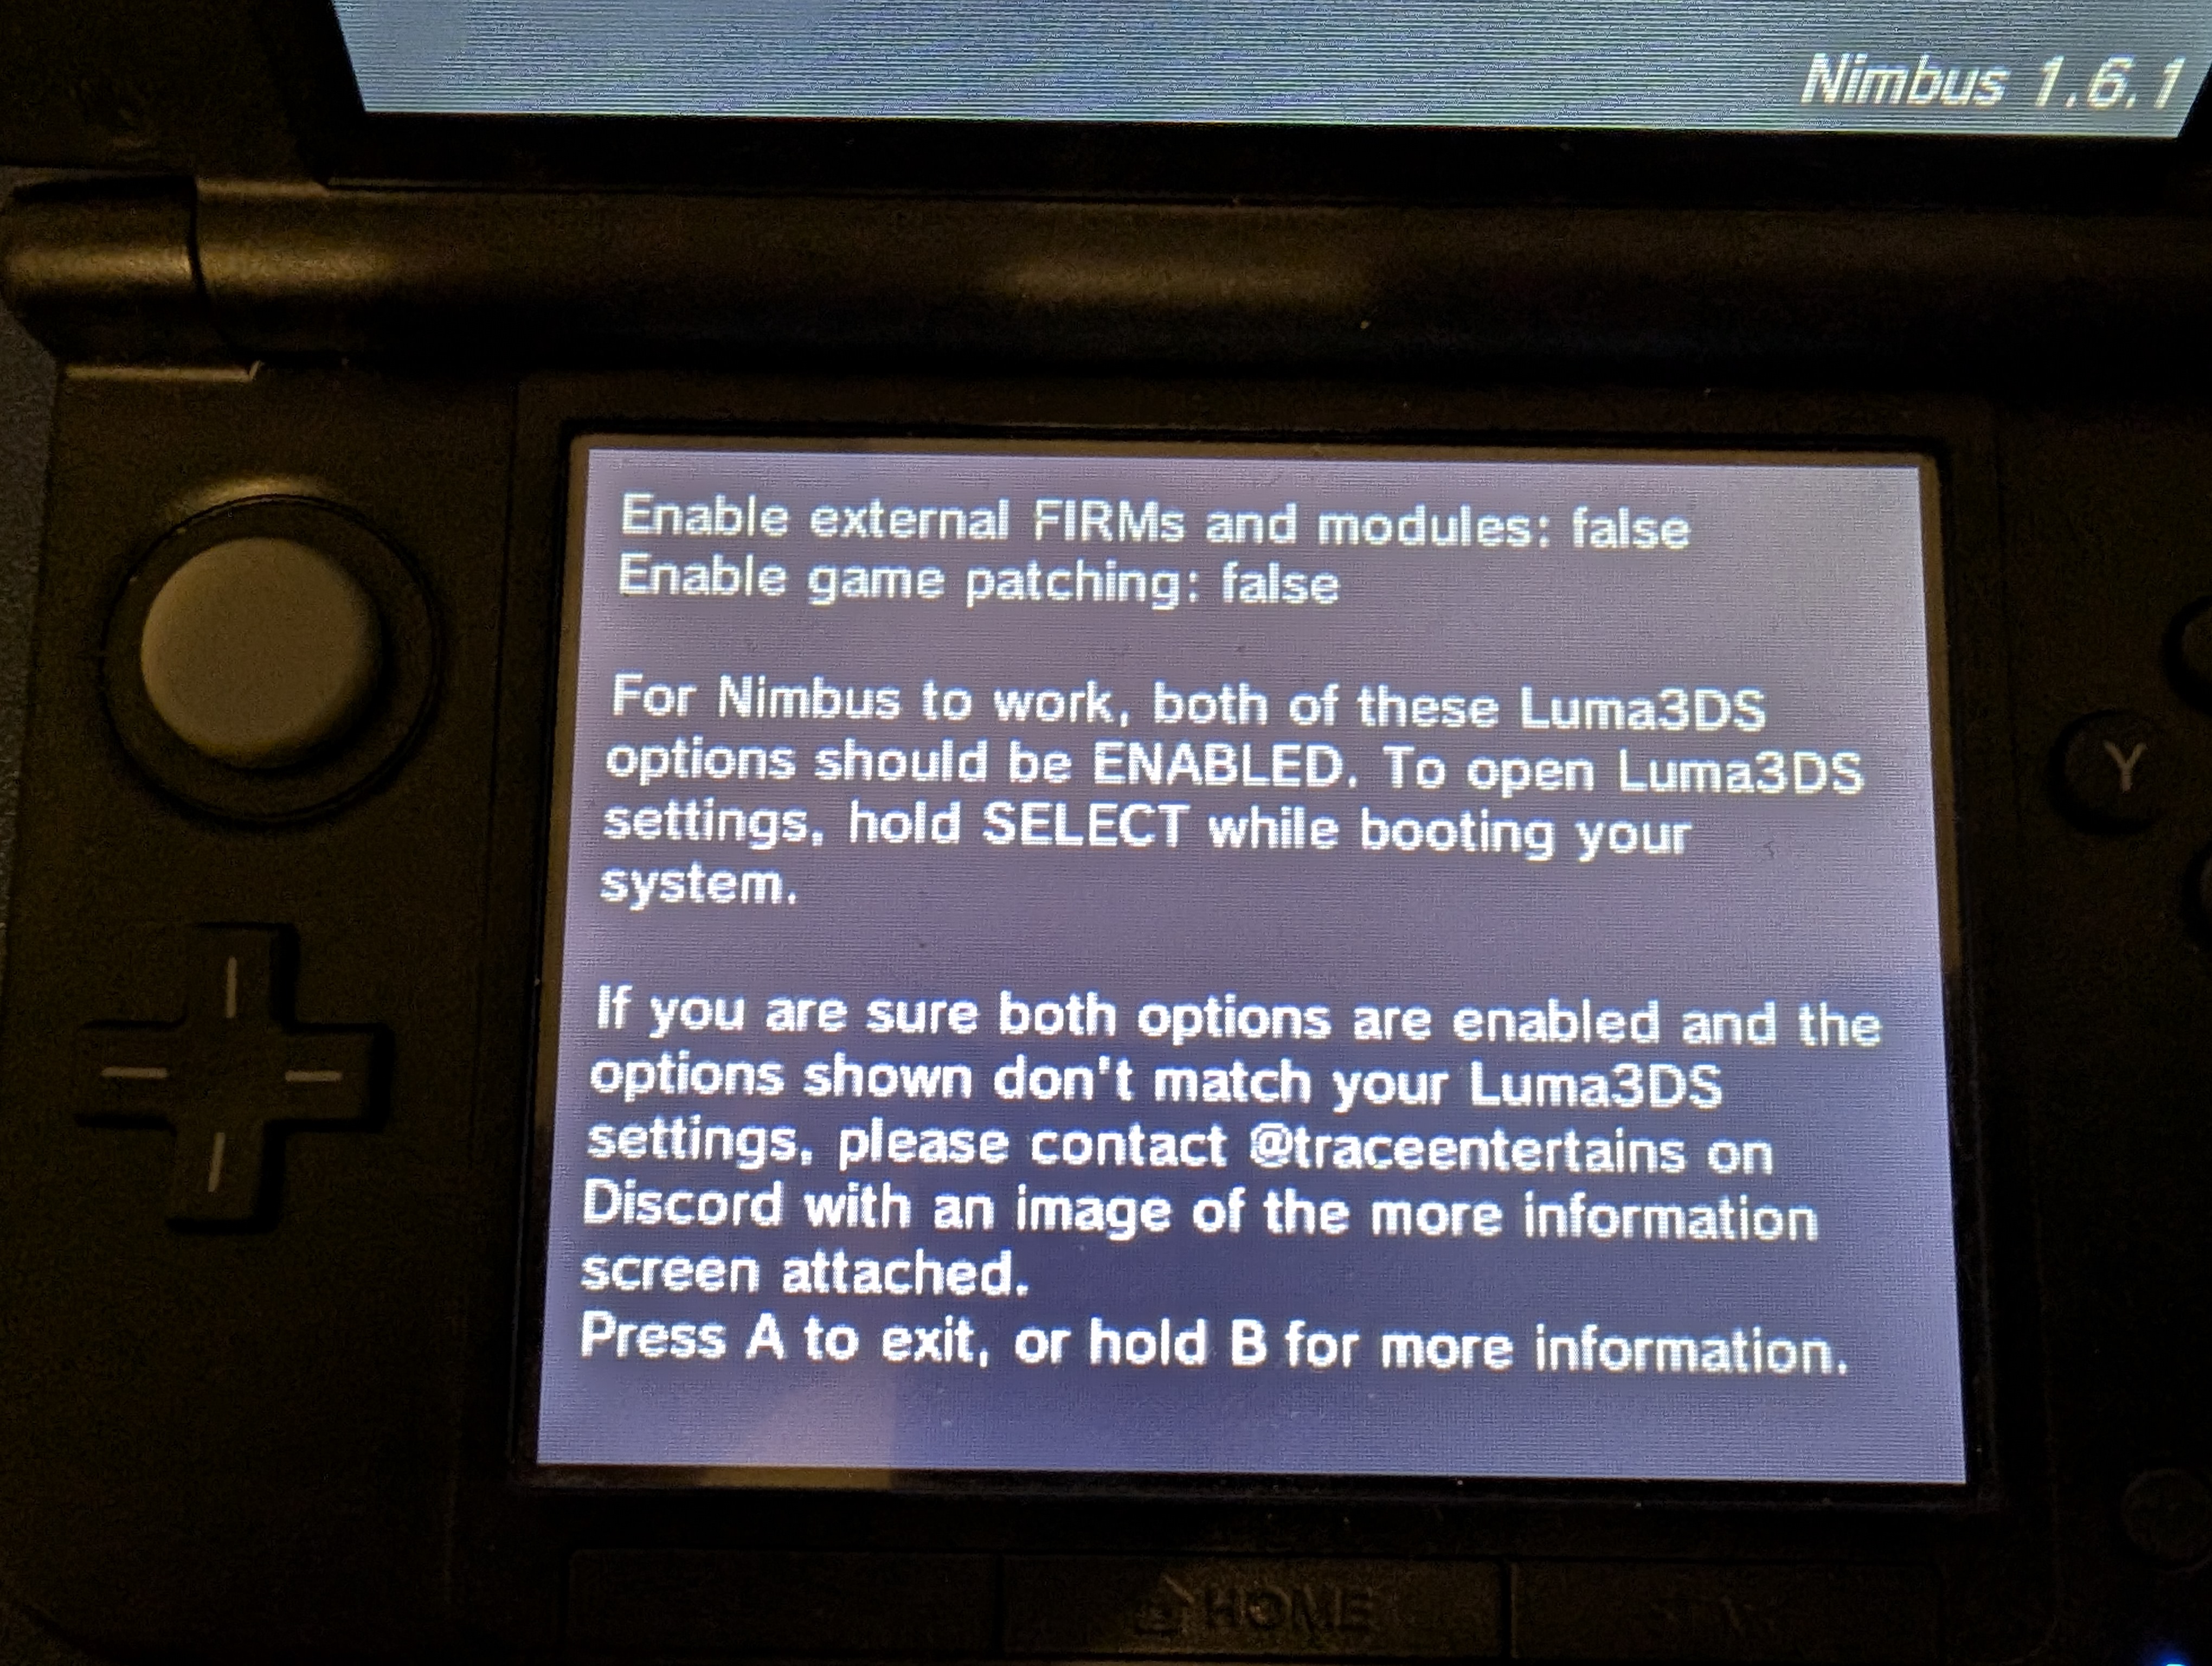 Nimbus 1.6.1
Enable external FIRMs and modules: false
Enable game patching: false
For Nimbus to work, both of these Luma3DS
options should be ENABLED. To open Luma3DS
settings, hold SELECT while booting your
system.
If you are sure both options are enabled and the
options shown don't match your Luma3DS
settings, please contact @traceentertains on
Discord with an image of the more information
screen attached.
Press A to exit, or hold B for more information.
Y
HOME